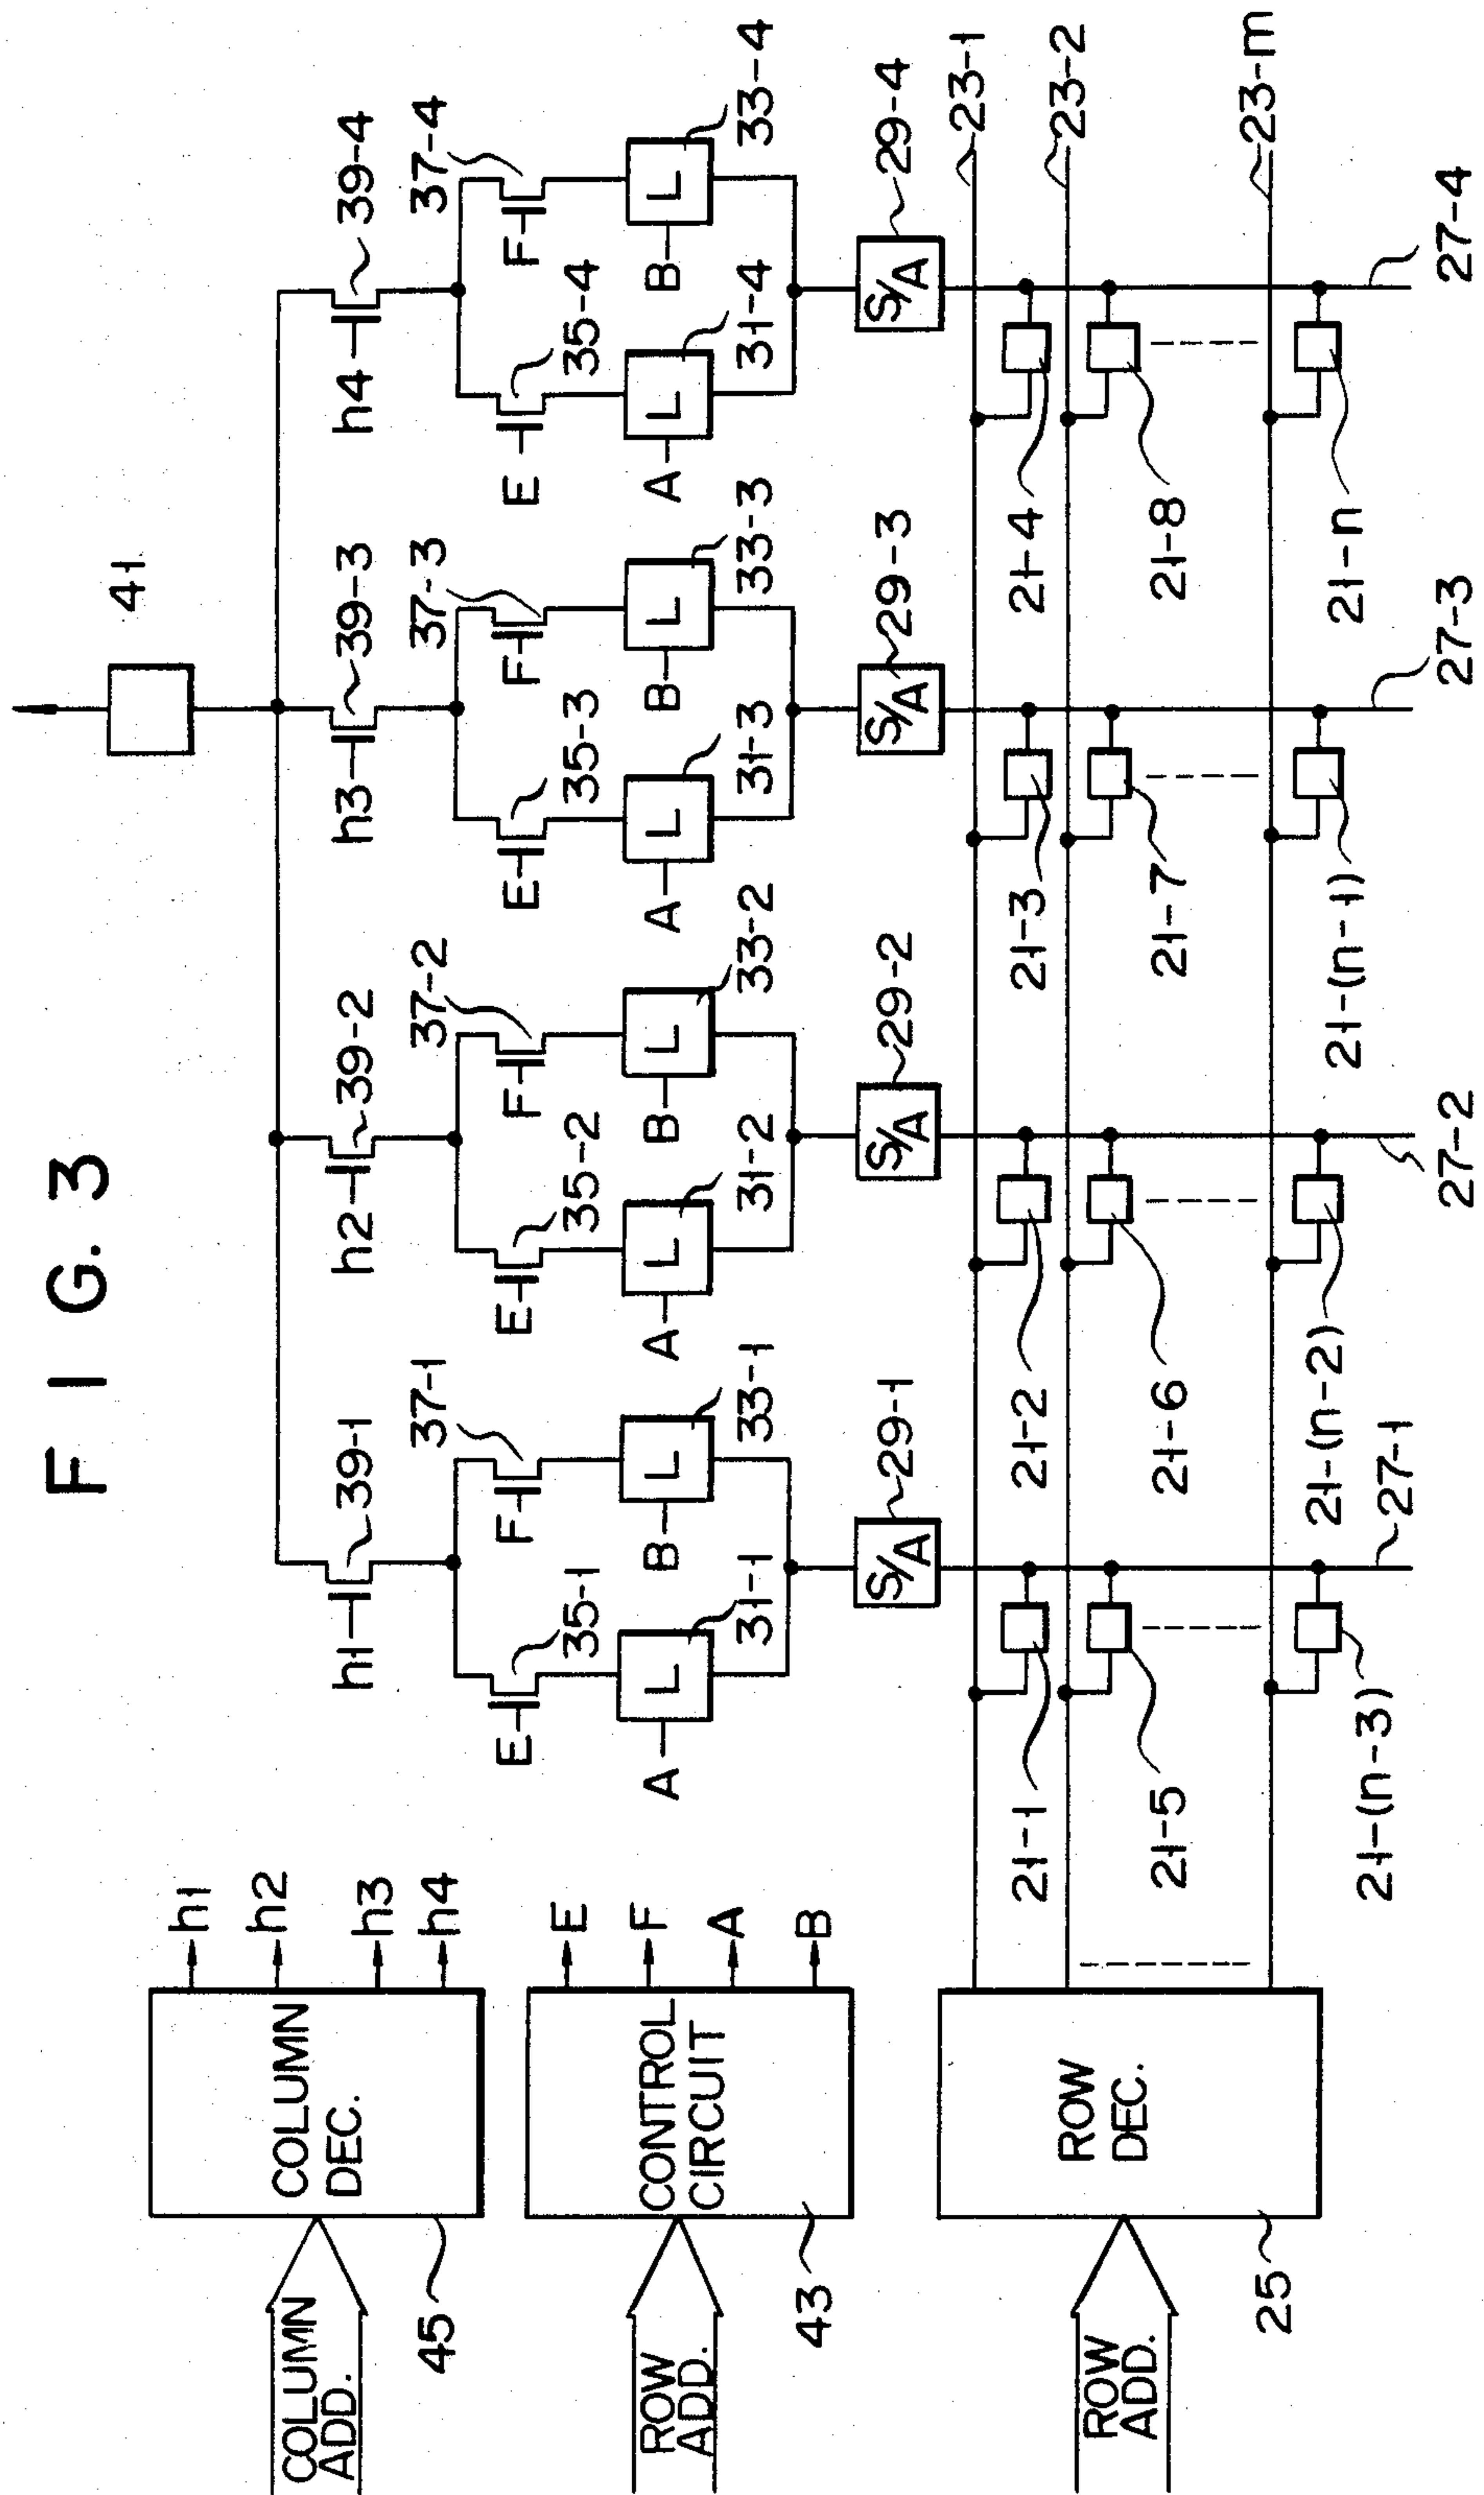 FIG. 3
41
h1 39-1 h2 39-2 h3 39-3 h4 39-4
37-1 37-2 37-3 37-4
E F E F E F E F
35-1 35-2 35-3 35-4
L L L L L L L L
A B A B A B A B
31-1 33-1 31-2 33-2 31-3 33-3 31-4 33-4
S/A 29-1 S/A 29-2 S/A 29-3 S/A 29-4
23-1
23-2
23-m
21-1 21-2 21-3 21-4
21-5 21-6 21-7 21-8
21-(n-3) 21-(n-2) 21-(n-1) 21-n
27-1 27-2 27-3 27-4
COLUMN
ADD.
COLUMN
DEC.
45
h1
h2
h3
h4
ROW
ADD.
CONTROL
CIRCUIT
43
E
F
A
B
ROW
ADD.
ROW
DEC.
25